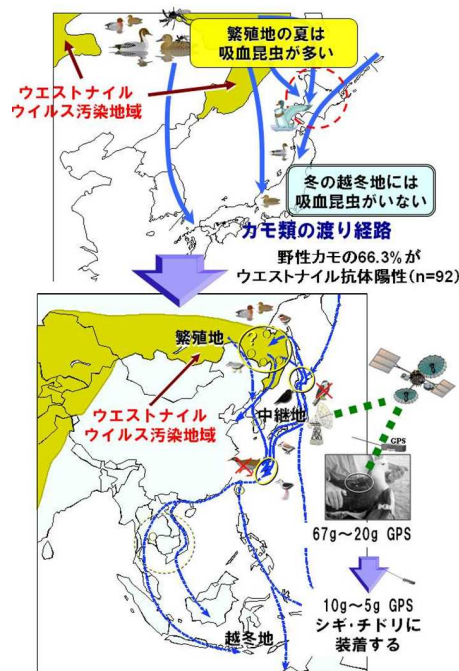 繁殖地の夏は
吸血昆虫が多い
ウエストナイル
ウイルス汚染地域
冬の越冬地には
吸血昆虫がいない
カモ類の渡り経路
野性カモの66.3%が
ウエストナイル抗体陽性(n=92)
繁殖地
?
ウエストナイル
ウイルス汚染地域
中継地
GPS
67g～20g GPS
10g～5g GPS
シギ・チドリに
装着する
越冬地